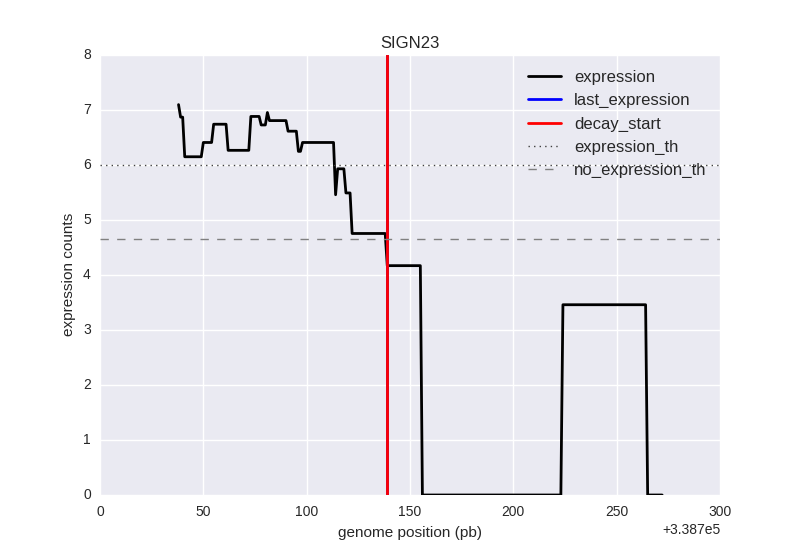 SIGN23
8
7
6
5
4
3
2
1
0
expression counts
expression
last_expression
decay_start
expression_th
no_expression_th
0 50 100 150 200 250 300
genome position (pb)
+3.387e5